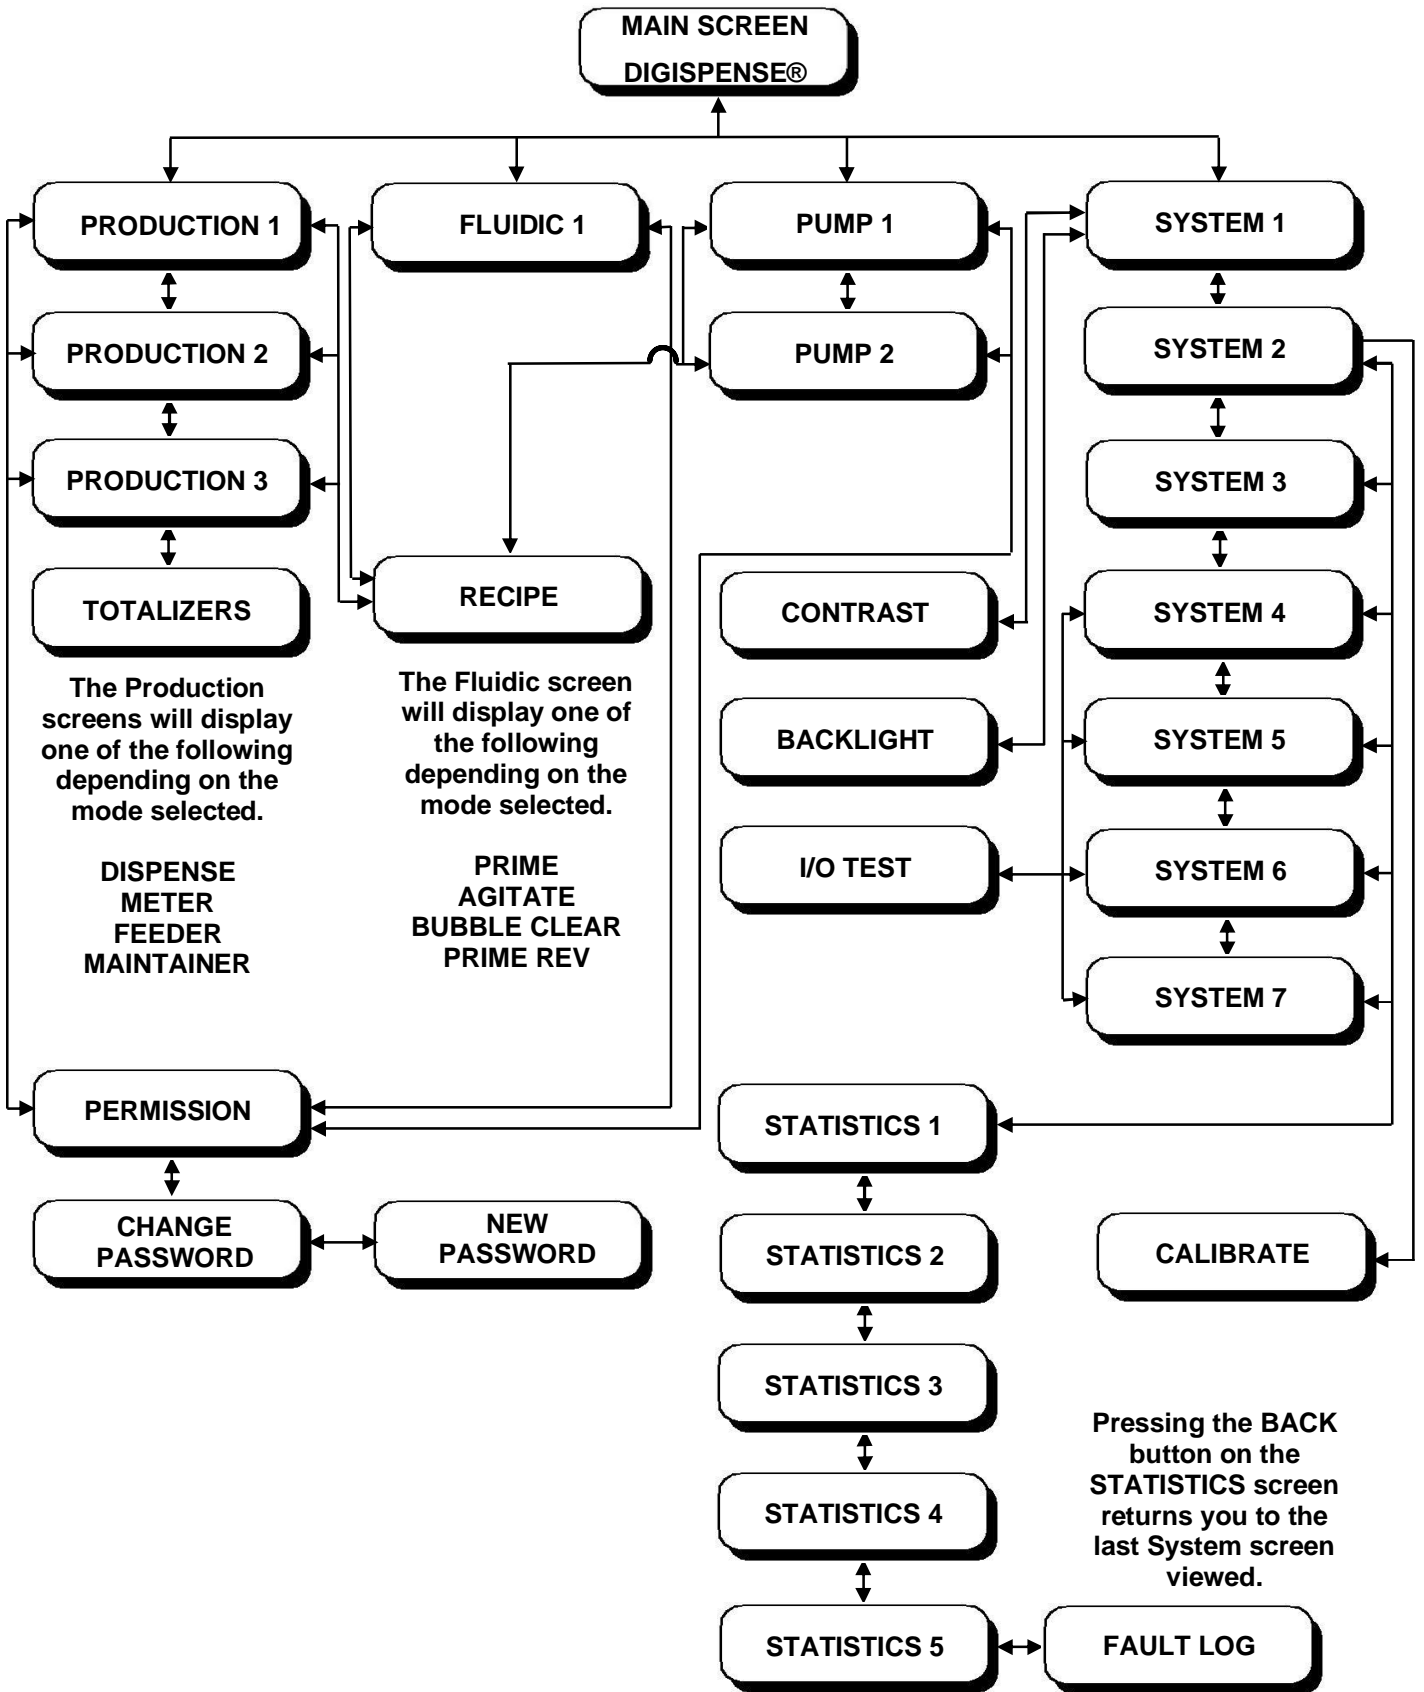 MAIN SCREEN
DIGISPENSE®
PRODUCTION 1
FLUIDIC 1
PUMP 1
SYSTEM 1
PRODUCTION 2
PUMP 2
SYSTEM 2
PRODUCTION 3
SYSTEM 3
TOTALIZERS
RECIPE
CONTRAST
SYSTEM 4
The Production
screens will display
one of the following
depending on the
mode selected.
DISPENSE
METER
FEEDER
MAINTAINER
The Fluidic screen
will display one of
the following
depending on the
mode selected.
PRIME
AGITATE
BUBBLE CLEAR
PRIME REV
BACKLIGHT
SYSTEM 5
I/O TEST
SYSTEM 6
SYSTEM 7
PERMISSION
STATISTICS 1
CHANGE
PASSWORD
NEW
PASSWORD
STATISTICS 2
CALIBRATE
STATISTICS 3
STATISTICS 4
Pressing the BACK
button on the
STATISTICS screen
returns you to the
last System screen
viewed.
STATISTICS 5
FAULT LOG